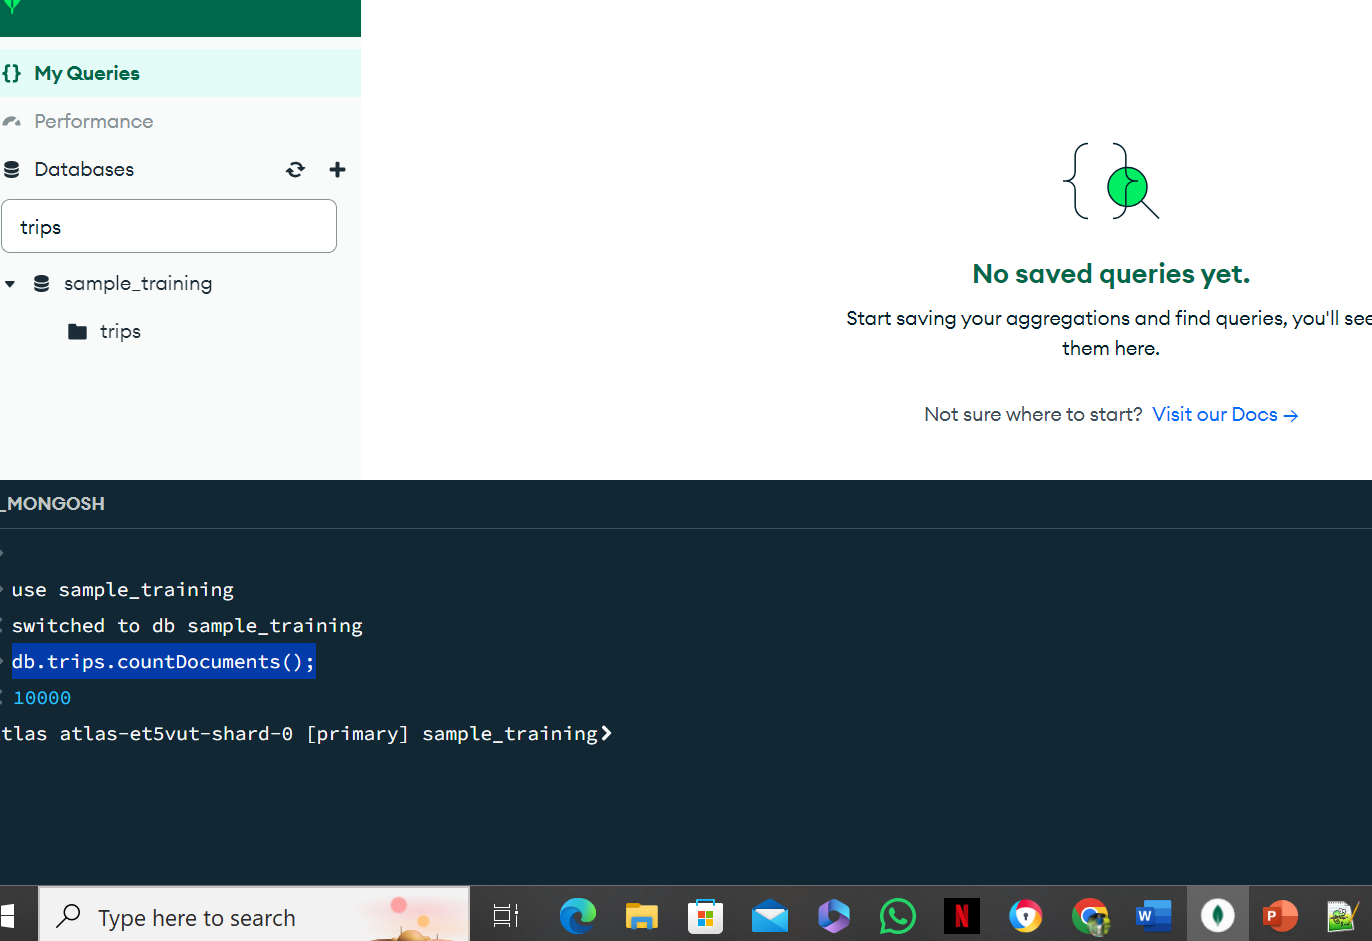 {} My Queries
Performance
Databases
trips
sample_training
trips
No saved queries yet.
Start saving your aggregations and find queries, you'll see
them here.
Not sure where to start? Visit our Docs →
_MONGOSH
use sample_training
switched to db sample_training
db.trips.countDocuments();
10000
tlas atlas-et5vut-shard-0 [primary] sample_training>
Type here to search
N
W
P